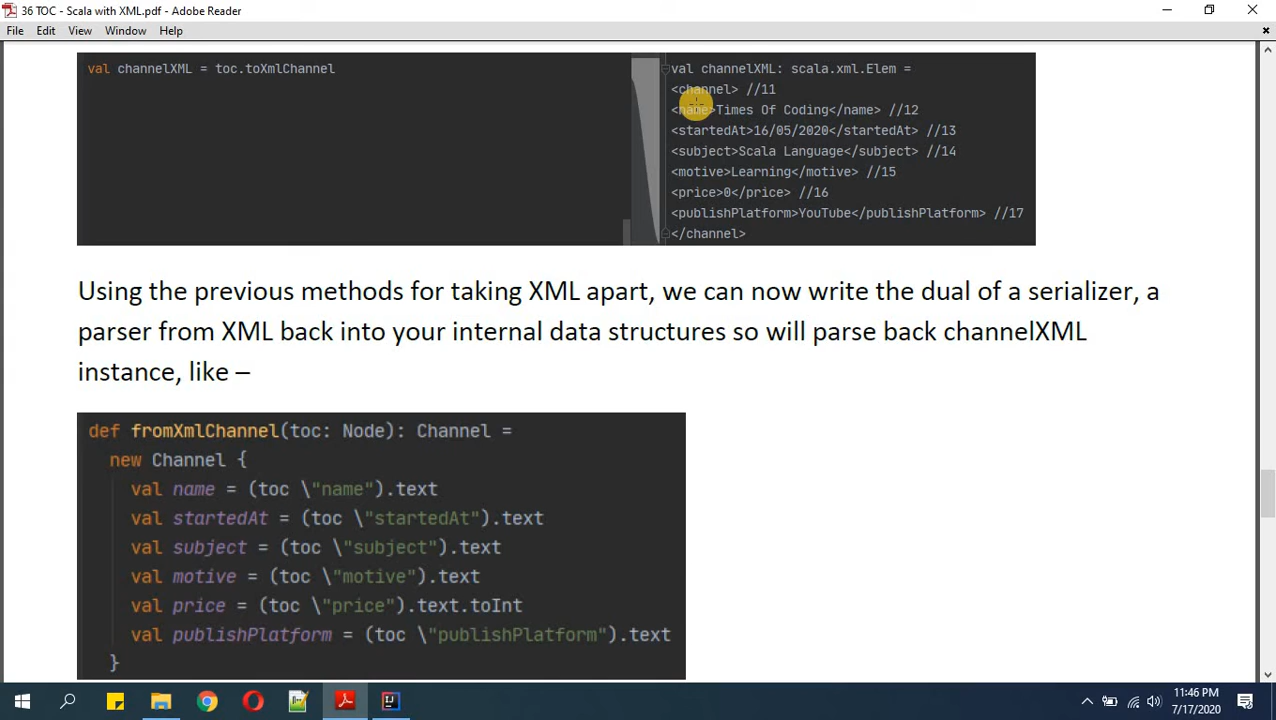 36 TOC - Scala with XML.pdf - Adobe Reader
File Edit View Window Help
val channelXML = toc.toXmlChannel
val channelXML: scala.xml.Elem =
<channel> //11
<name>Times Of Coding</name> //12
<startedAt>16/05/2020</startedAt> //13
<subject>Scala Language</subject> //14
<motive>Learning</motive> //15
<price>0</price> //16
<publishPlatform>YouTube</publishPlatform> //17
</channel>
Using the previous methods for taking XML apart, we can now write the dual of a serializer, a
parser from XML back into your internal data structures so will parse back channelXML
instance, like –
def fromXmlChannel(toc: Node): Channel =
new Channel {
val name = (toc \"name").text
val startedAt = (toc \"startedAt").text
val subject = (toc \"subject").text
val motive = (toc \"motive").text
val price = (toc \"price").text.toInt
val publishPlatform = (toc \"publishPlatform").text
}
11:46 PM
7/17/2020